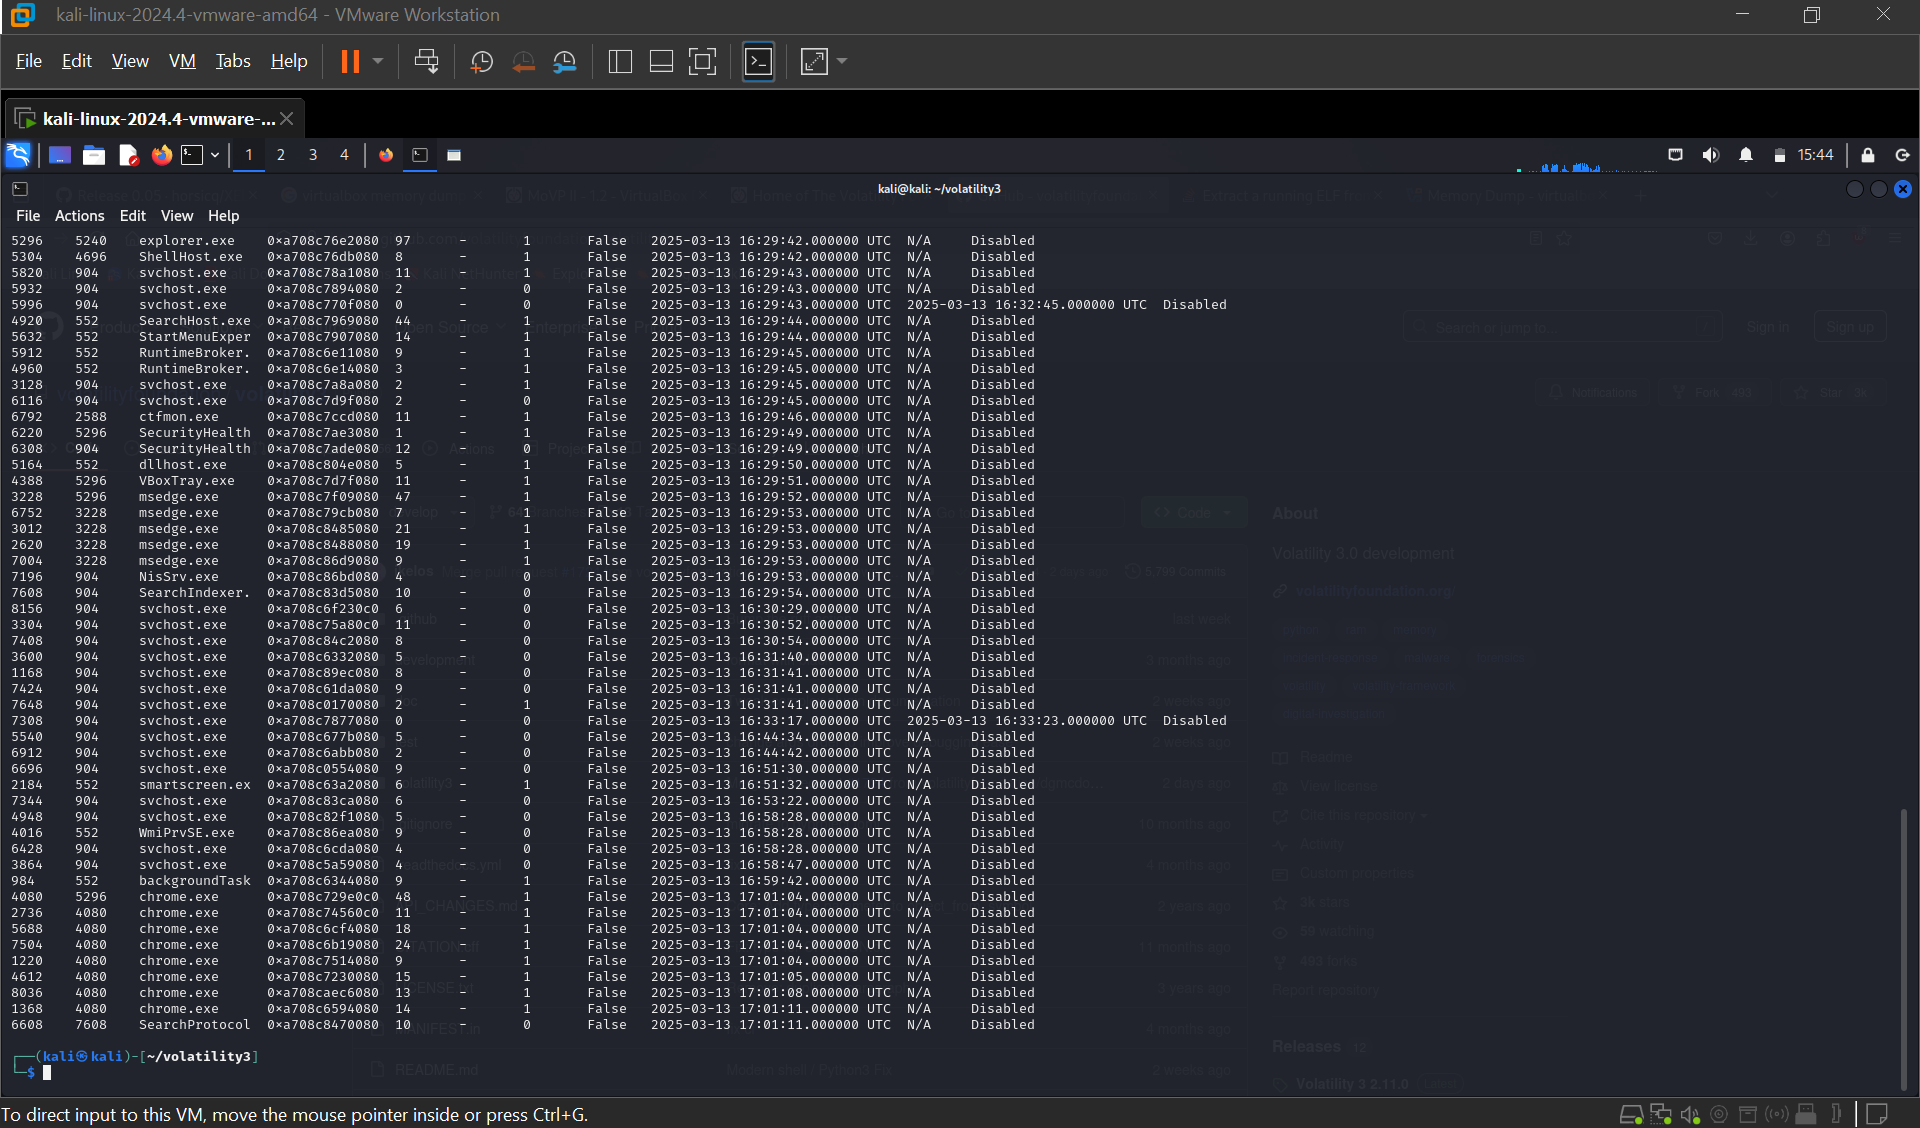 kali-linux-2024.4-vmware-amd64 - VMware Workstation
File Edit View VM Tabs Help
kali-linux-2024.4-vmware-...
1 2 3 4 15:44
kali@kali: ~/volatility3
File Actions Edit View Help
5296 5240 explorer.exe 0xa708c76e2080 97 - 1 False 2025-03-13 16:29:42.000000 UTC N/A Disabled
5304 4696 ShellHost.exe 0xa708c76db080 8 - 1 False 2025-03-13 16:29:42.000000 UTC N/A Disabled
5820 904 svchost.exe 0xa708c78a1080 11 - 1 False 2025-03-13 16:29:43.000000 UTC N/A Disabled
5932 904 svchost.exe 0xa708c7894080 2 - 0 False 2025-03-13 16:29:43.000000 UTC N/A Disabled
5996 904 svchost.exe 0xa708c770f080 0 - 0 False 2025-03-13 16:29:43.000000 UTC 2025-03-13 16:32:45.000000 UTC Disabled
4920 552 SearchHost.exe 0xa708c7969080 44 - 1 False 2025-03-13 16:29:44.000000 UTC N/A Disabled
5632 552 StartMenuExper 0xa708c7907080 14 - 1 False 2025-03-13 16:29:44.000000 UTC N/A Disabled
5912 552 RuntimeBroker. 0xa708c6e11080 9 - 1 False 2025-03-13 16:29:45.000000 UTC N/A Disabled
4960 552 RuntimeBroker. 0xa708c6e14080 3 - 1 False 2025-03-13 16:29:45.000000 UTC N/A Disabled
3128 904 svchost.exe 0xa708c7a8a080 2 - 1 False 2025-03-13 16:29:45.000000 UTC N/A Disabled
6116 904 svchost.exe 0xa708c7d9f080 2 - 0 False 2025-03-13 16:29:45.000000 UTC N/A Disabled
6792 2588 ctfmon.exe 0xa708c7ccd080 11 - 1 False 2025-03-13 16:29:46.000000 UTC N/A Disabled
6220 5296 SecurityHealth 0xa708c7ae3080 1 - 1 False 2025-03-13 16:29:49.000000 UTC N/A Disabled
6308 904 SecurityHealth 0xa708c7ade080 12 - 0 False 2025-03-13 16:29:49.000000 UTC N/A Disabled
5164 552 dllhost.exe 0xa708c804e080 5 - 1 False 2025-03-13 16:29:50.000000 UTC N/A Disabled
4388 5296 VBoxTray.exe 0xa708c7d7f080 11 - 1 False 2025-03-13 16:29:51.000000 UTC N/A Disabled
3228 5296 msedge.exe 0xa708c7f09080 47 - 1 False 2025-03-13 16:29:52.000000 UTC N/A Disabled
6752 3228 msedge.exe 0xa708c79cb080 7 - 1 False 2025-03-13 16:29:53.000000 UTC N/A Disabled
3012 3228 msedge.exe 0xa708c8485080 21 - 1 False 2025-03-13 16:29:53.000000 UTC N/A Disabled
2620 3228 msedge.exe 0xa708c8488080 19 - 1 False 2025-03-13 16:29:53.000000 UTC N/A Disabled
7004 3228 msedge.exe 0xa708c86d9080 9 - 1 False 2025-03-13 16:29:53.000000 UTC N/A Disabled
7196 904 NisSrv.exe 0xa708c86bd080 4 - 0 False 2025-03-13 16:29:53.000000 UTC N/A Disabled
7608 904 SearchIndexer. 0xa708c83d5080 10 - 0 False 2025-03-13 16:29:54.000000 UTC N/A Disabled
8156 904 svchost.exe 0xa708c6f230c0 6 - 0 False 2025-03-13 16:30:29.000000 UTC N/A Disabled
3304 904 svchost.exe 0xa708c75a80c0 11 - 0 False 2025-03-13 16:30:52.000000 UTC N/A Disabled
7408 904 svchost.exe 0xa708c84c2080 8 - 0 False 2025-03-13 16:30:54.000000 UTC N/A Disabled
3600 904 svchost.exe 0xa708c6332080 5 - 0 False 2025-03-13 16:31:40.000000 UTC N/A Disabled
1168 904 svchost.exe 0xa708c89ec080 8 - 0 False 2025-03-13 16:31:41.000000 UTC N/A Disabled
7424 904 svchost.exe 0xa708c61da080 9 - 0 False 2025-03-13 16:31:41.000000 UTC N/A Disabled
7648 904 svchost.exe 0xa708c0170080 2 - 1 False 2025-03-13 16:31:41.000000 UTC N/A Disabled
7308 904 svchost.exe 0xa708c7877080 0 - 0 False 2025-03-13 16:33:17.000000 UTC 2025-03-13 16:33:23.000000 UTC Disabled
5540 904 svchost.exe 0xa708c677b080 5 - 0 False 2025-03-13 16:44:34.000000 UTC N/A Disabled
6912 904 svchost.exe 0xa708c6abb080 2 - 0 False 2025-03-13 16:44:42.000000 UTC N/A Disabled
6696 904 svchost.exe 0xa708c0554080 9 - 0 False 2025-03-13 16:51:30.000000 UTC N/A Disabled
2184 552 smartscreen.ex 0xa708c63a2080 6 - 1 False 2025-03-13 16:51:32.000000 UTC N/A Disabled
7344 904 svchost.exe 0xa708c83ca080 6 - 0 False 2025-03-13 16:53:22.000000 UTC N/A Disabled
4948 904 svchost.exe 0xa708c82f1080 5 - 0 False 2025-03-13 16:58:28.000000 UTC N/A Disabled
4016 552 WmiPrvSE.exe 0xa708c86ea080 9 - 0 False 2025-03-13 16:58:28.000000 UTC N/A Disabled
6428 904 svchost.exe 0xa708c6cda080 4 - 0 False 2025-03-13 16:58:28.000000 UTC N/A Disabled
3864 904 svchost.exe 0xa708c5a59080 4 - 0 False 2025-03-13 16:58:47.000000 UTC N/A Disabled
984 552 backgroundTask 0xa708c6344080 9 - 1 False 2025-03-13 16:59:42.000000 UTC N/A Disabled
4080 5296 chrome.exe 0xa708c729e0c0 48 - 1 False 2025-03-13 17:01:04.000000 UTC N/A Disabled
2736 4080 chrome.exe 0xa708c74560c0 11 - 1 False 2025-03-13 17:01:04.000000 UTC N/A Disabled
5688 4080 chrome.exe 0xa708c6cf4080 18 - 1 False 2025-03-13 17:01:04.000000 UTC N/A Disabled
7504 4080 chrome.exe 0xa708c6b19080 24 - 1 False 2025-03-13 17:01:04.000000 UTC N/A Disabled
1220 4080 chrome.exe 0xa708c7514080 9 - 1 False 2025-03-13 17:01:04.000000 UTC N/A Disabled
4612 4080 chrome.exe 0xa708c7230080 15 - 1 False 2025-03-13 17:01:05.000000 UTC N/A Disabled
8036 4080 chrome.exe 0xa708caec6080 13 - 1 False 2025-03-13 17:01:08.000000 UTC N/A Disabled
1368 4080 chrome.exe 0xa708c6594080 14 - 1 False 2025-03-13 17:01:11.000000 UTC N/A Disabled
6608 7608 SearchProtocol 0xa708c8470080 10 - 0 False 2025-03-13 17:01:11.000000 UTC N/A Disabled
(kali㉿kali)-[~/volatility3]
$
About
Volatility 3.0 development
volatilityfoundation.org
Readme
View license
Cite this repository
Activity
Custom properties
3k stars
59 watching
493 forks
Report repository
Releases 12
Volatility 3 2.11.0
README.md
To direct input to this VM, move the mouse pointer inside or press Ctrl+G.